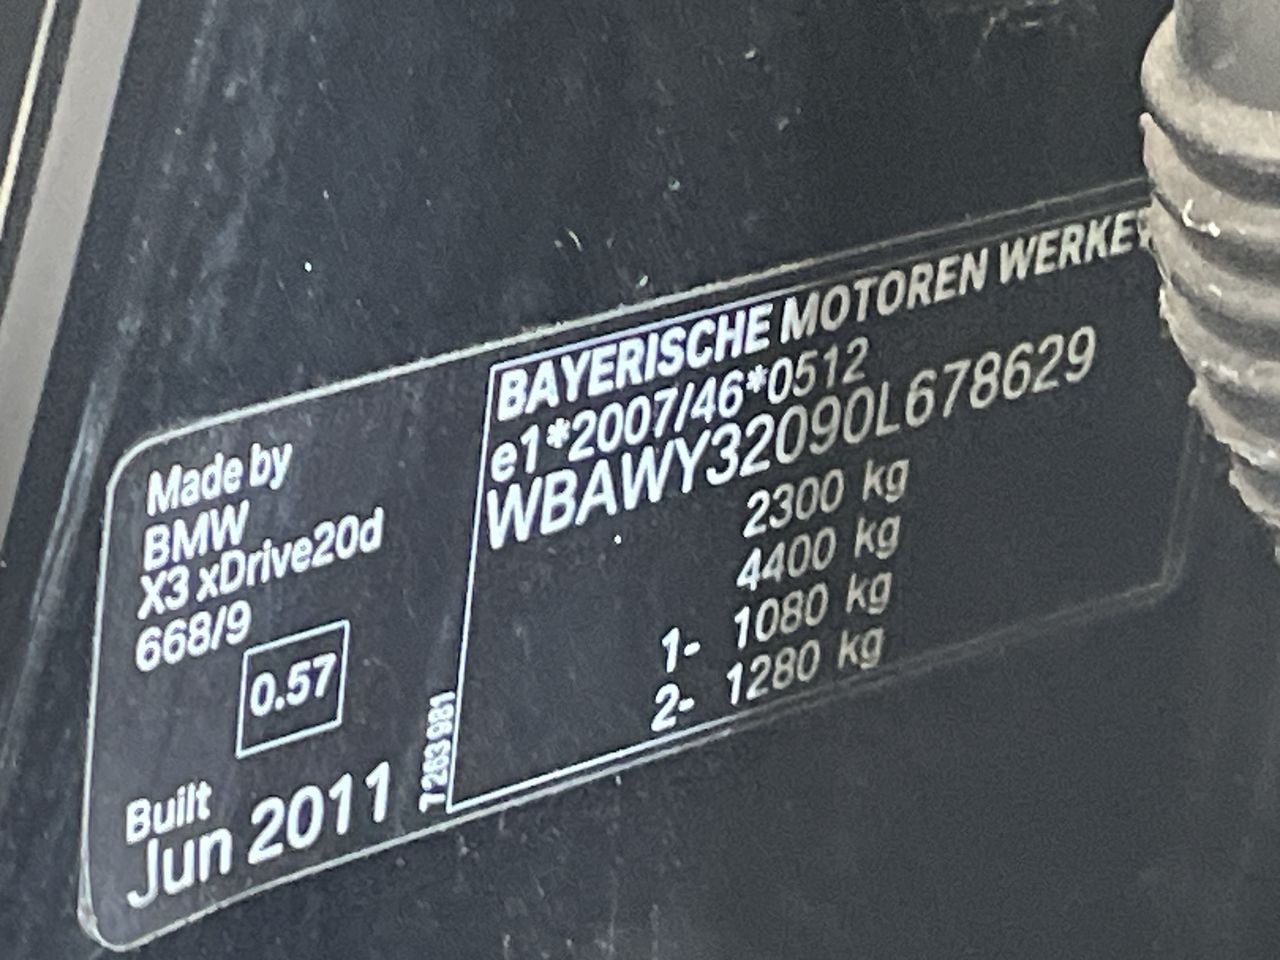 Made by
BMW
X3 xDrive20d
668/9
0.57
Built
Jun 2011
7263981
BAYERISCHE MOTOREN WERKE
e1*2007/46*0512
WBAWY32090L678629
2300 kg
4400 kg
1- 1080 kg
2- 1280 kg